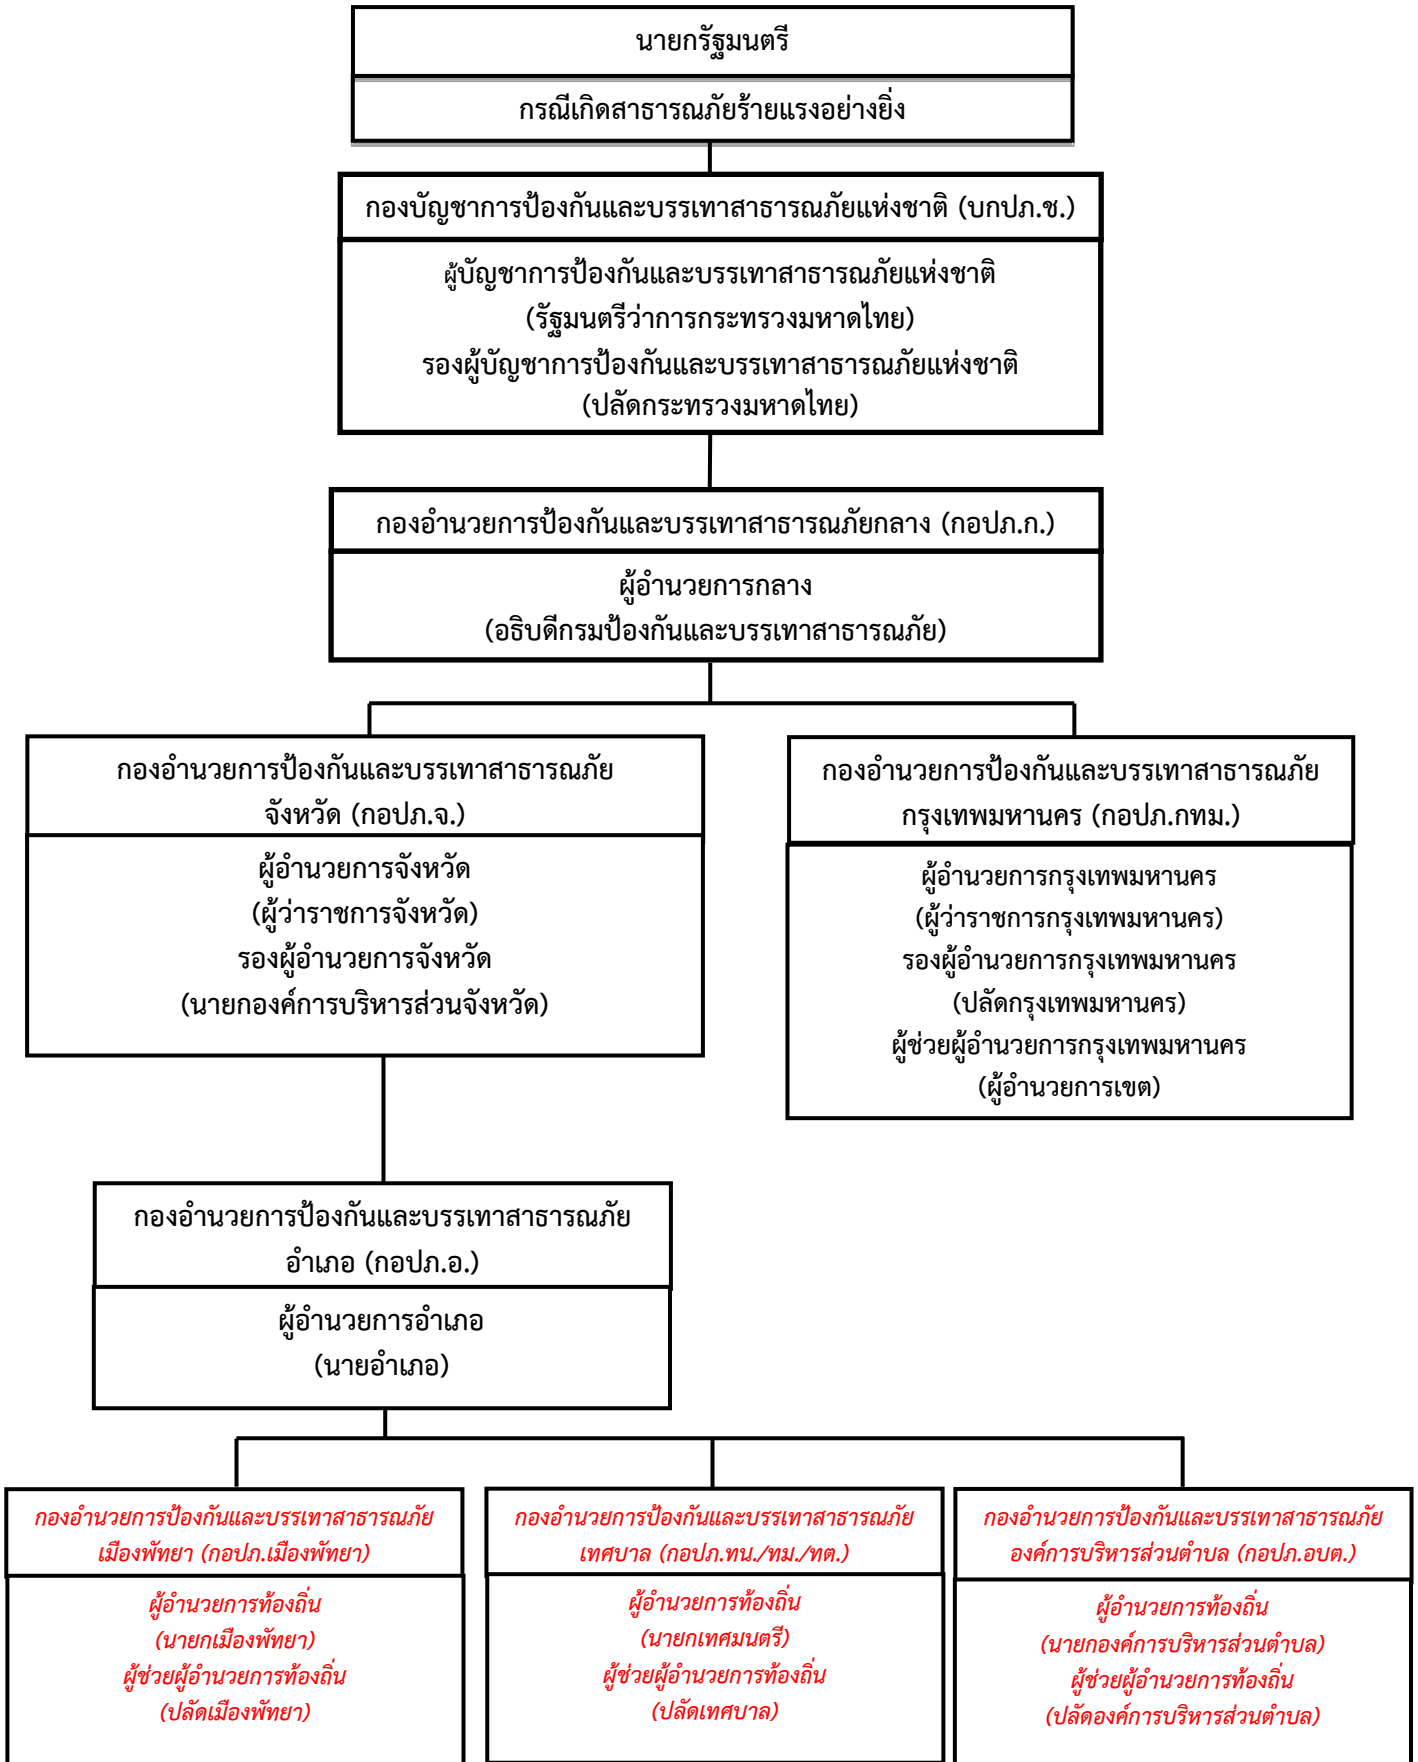 นายกรัฐมนตรี
กรณีเกิดสาธารณภัยร้ายแรงอย่างยิ่ง
กองบัญชาการป้องกันและบรรเทาสาธารณภัยแห่งชาติ (บกปภ.ช.)
ผู้บัญชาการป้องกันและบรรเทาสาธารณภัยแห่งชาติ
(รัฐมนตรีว่าการกระทรวงมหาดไทย)
รองผู้บัญชาการป้องกันและบรรเทาสาธารณภัยแห่งชาติ
(ปลัดกระทรวงมหาดไทย)
กองอำนวยการป้องกันและบรรเทาสาธารณภัยกลาง (กอปภ.ก.)
ผู้อำนวยการกลาง
(อธิบดีกรมป้องกันและบรรเทาสาธารณภัย)
กองอำนวยการป้องกันและบรรเทาสาธารณภัย
จังหวัด (กอปภ.จ.)
ผู้อำนวยการจังหวัด
(ผู้ว่าราชการจังหวัด)
รองผู้อำนวยการจังหวัด
(นายกองค์การบริหารส่วนจังหวัด)
กองอำนวยการป้องกันและบรรเทาสาธารณภัย
กรุงเทพมหานคร (กอปภ.กทม.)
ผู้อำนวยการกรุงเทพมหานคร
(ผู้ว่าราชการกรุงเทพมหานคร)
รองผู้อำนวยการกรุงเทพมหานคร
(ปลัดกรุงเทพมหานคร)
ผู้ช่วยผู้อำนวยการกรุงเทพมหานคร
(ผู้อำนวยการเขต)
กองอำนวยการป้องกันและบรรเทาสาธารณภัย
อำเภอ (กอปภ.อ.)
ผู้อำนวยการอำเภอ
(นายอำเภอ)
กองอำนวยการป้องกันและบรรเทาสาธารณภัย
เมืองพัทยา (กอปภ.เมืองพัทยา)
ผู้อำนวยการท้องถิ่น
(นายกเมืองพัทยา)
ผู้ช่วยผู้อำนวยการท้องถิ่น
(ปลัดเมืองพัทยา)
กองอำนวยการป้องกันและบรรเทาสาธารณภัย
เทศบาล (กอปภ.ทน./ทม./ทต.)
ผู้อำนวยการท้องถิ่น
(นายกเทศมนตรี)
ผู้ช่วยผู้อำนวยการท้องถิ่น
(ปลัดเทศบาล)
กองอำนวยการป้องกันและบรรเทาสาธารณภัย
องค์การบริหารส่วนตำบล (กอปภ.อบต.)
ผู้อำนวยการท้องถิ่น
(นายกองค์การบริหารส่วนตำบล)
ผู้ช่วยผู้อำนวยการท้องถิ่น
(ปลัดองค์การบริหารส่วนตำบล)